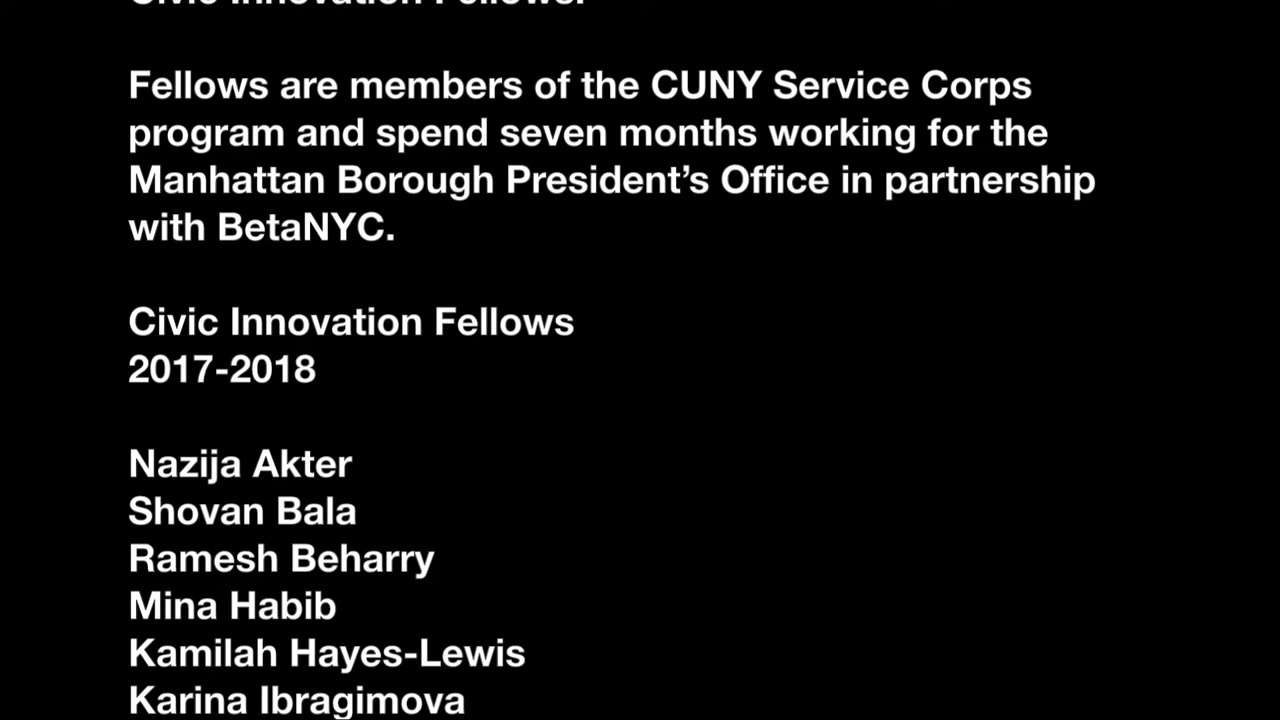 Civic Innovation Fellows.
Fellows are members of the CUNY Service Corps
program and spend seven months working for the
Manhattan Borough President’s Office in partnership
with BetaNYC.
Civic Innovation Fellows
2017-2018
Nazija Akter
Shovan Bala
Ramesh Beharry
Mina Habib
Kamilah Hayes-Lewis
Karina Ibragimova